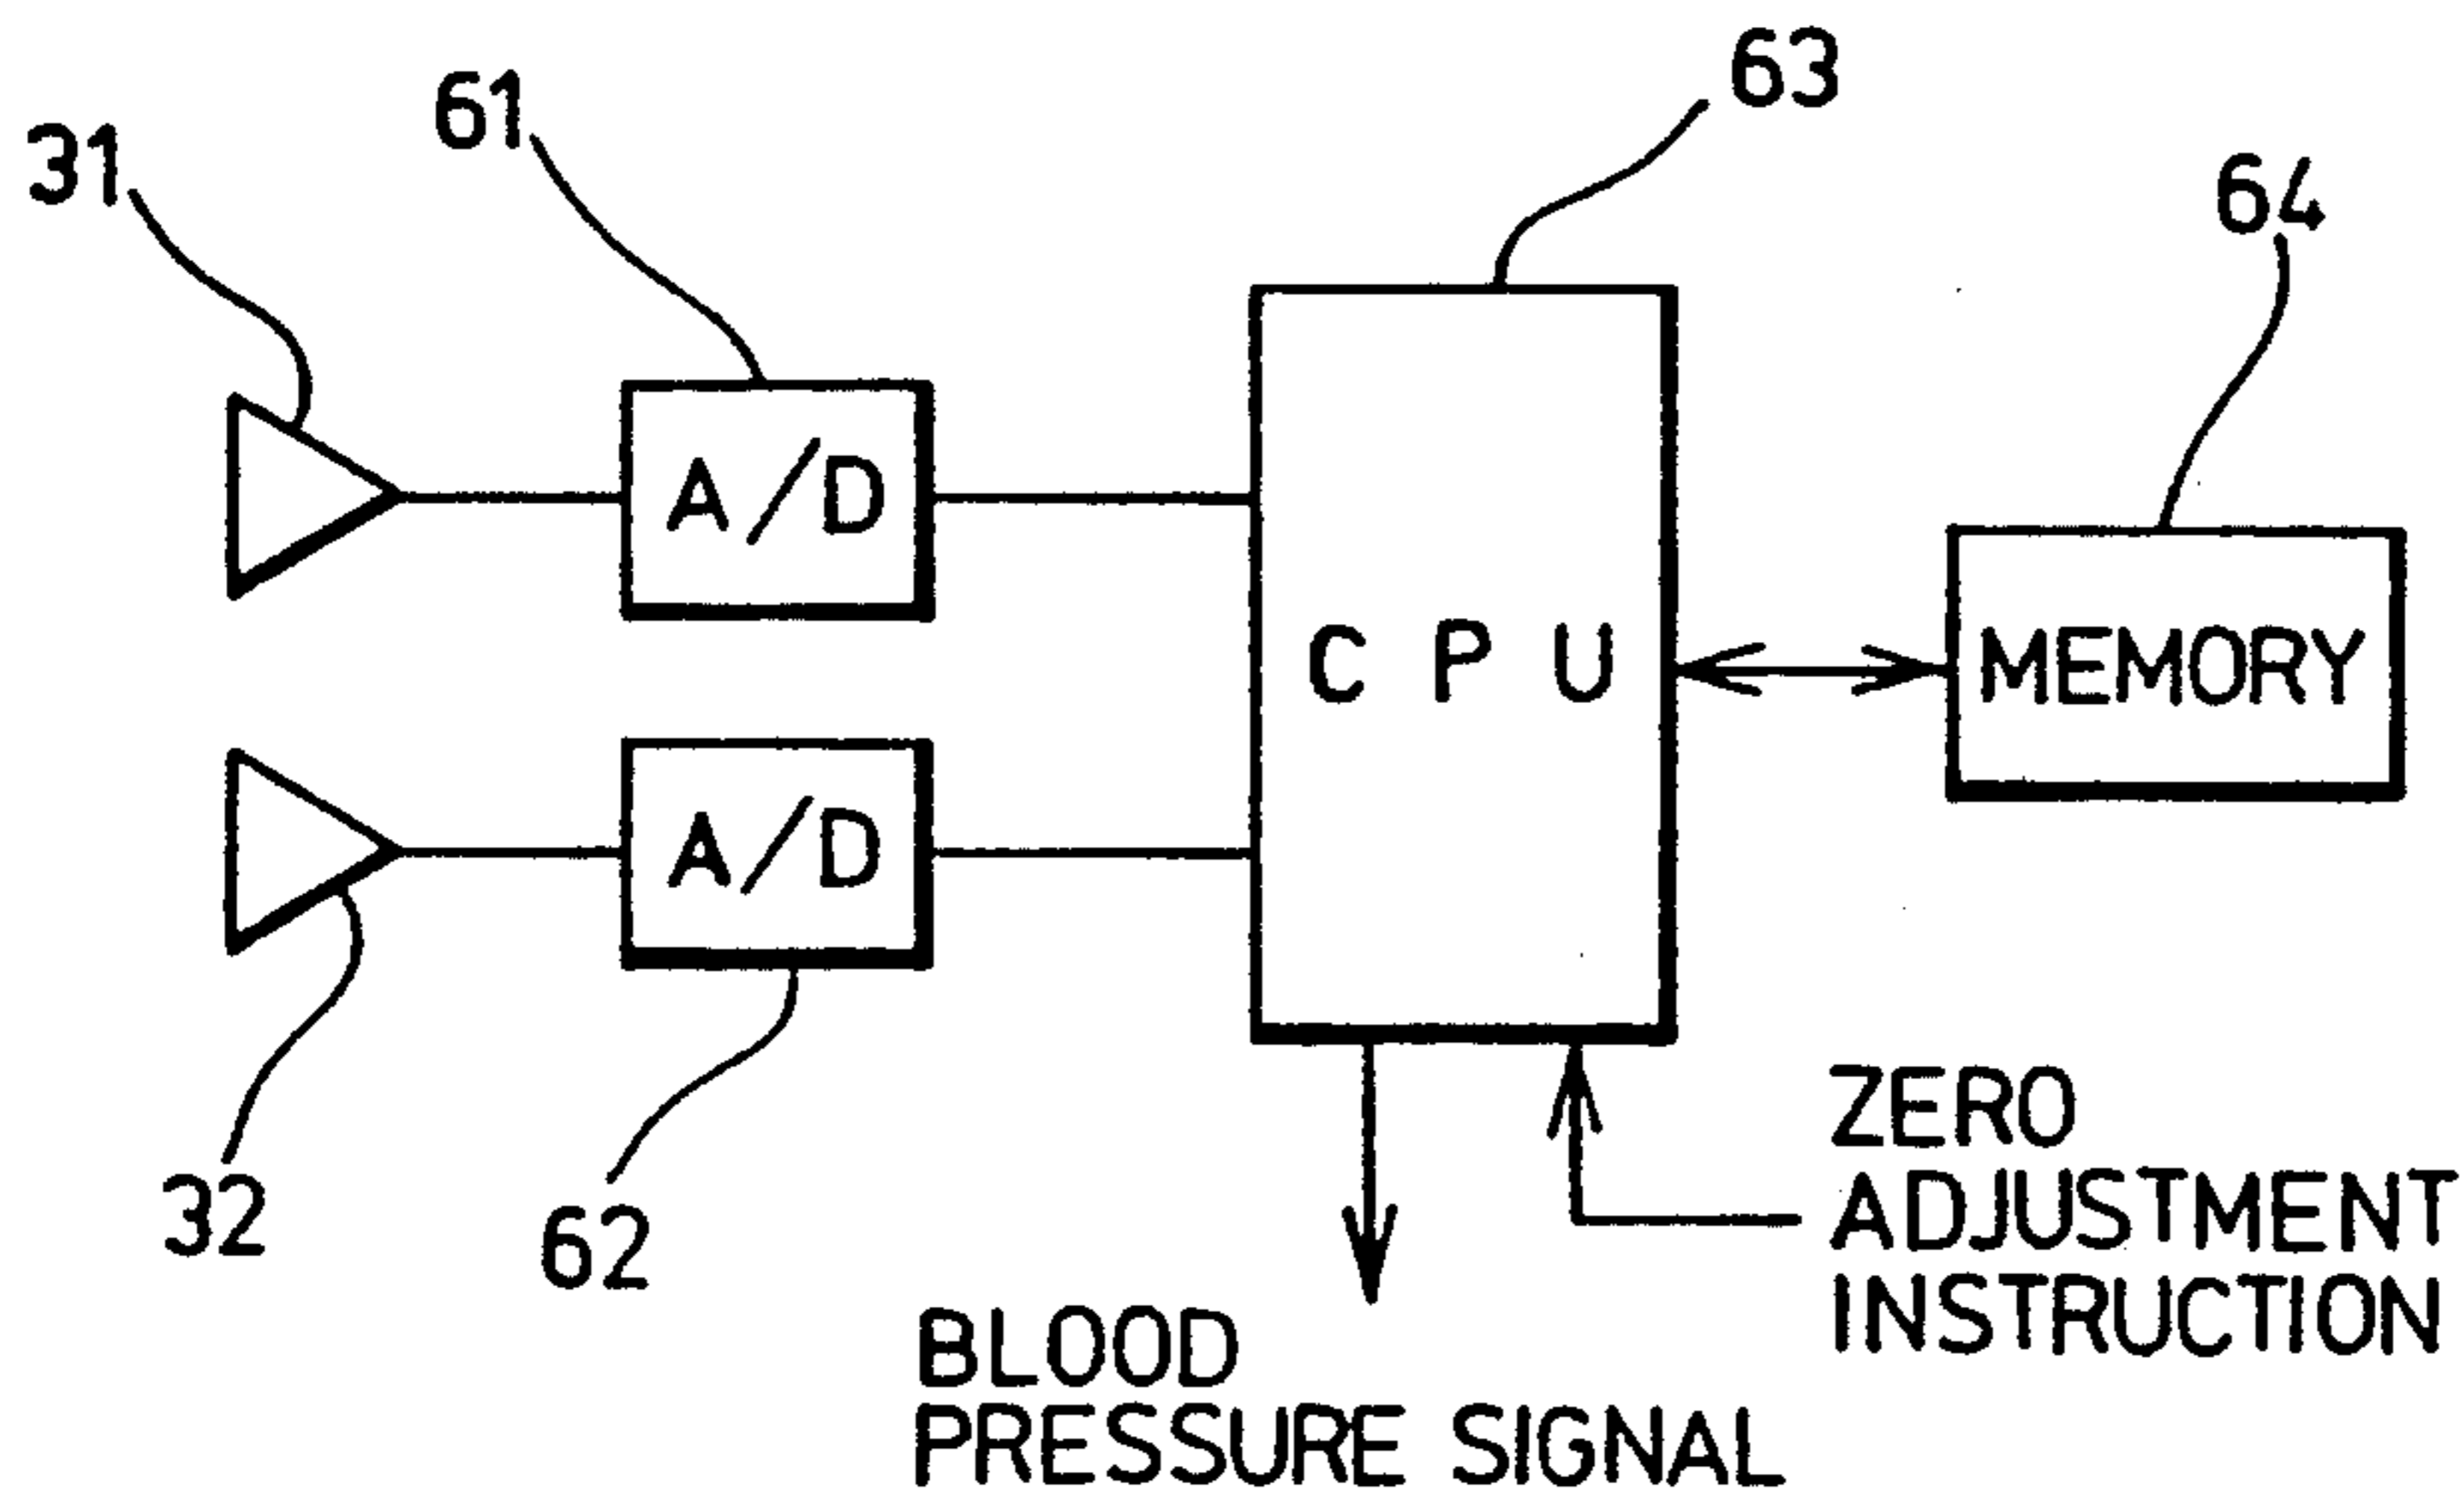 63
61
31
64
A/D
C P U
MEMORY
A/D
ZERO
ADJUSTMENT
INSTRUCTION
32
62
BLOOD
PRESSURE SIGNAL